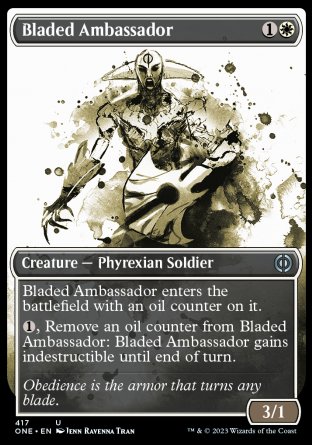 Bladed Ambassador 1
Creature — Phyrexian Soldier
Bladed Ambassador enters the
battlefield with an oil counter on it.
1, Remove an oil counter from Bladed
Ambassador: Bladed Ambassador gains
indestructible until end of turn.
Obedience is the armor that turns any
blade.
3/1
417 U
ONE • EN Jenn Ravenna Tran ™ & © 2023 Wizards of the Coast